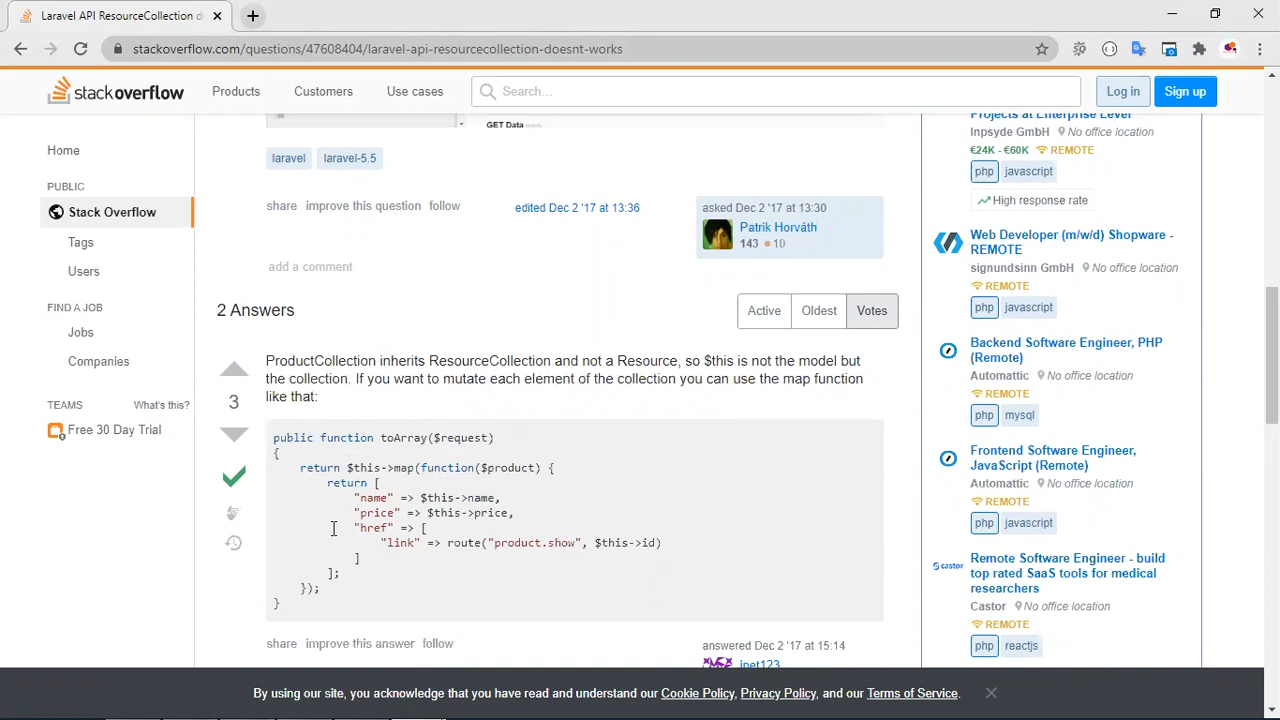 Laravel API ResourceCollection d
stackoverflow.com/questions/47608404/laravel-api-resourcecollection-doesnt-works
stackoverflow
Products
Customers
Use cases
Search...
Log in
Sign up
Home
PUBLIC
Stack Overflow
Tags
Users
FIND A JOB
Jobs
Companies
TEAMS
What's this?
Free 30 Day Trial
GET Data
laravel
laravel-5.5
share
improve this question
follow
edited Dec 2 '17 at 13:36
asked Dec 2 '17 at 13:30
Patrik Horváth
143 ● 10
add a comment
2 Answers
Active
Oldest
Votes
ProductCollection inherits ResourceCollection and not a Resource, so $this is not the model but
the collection. If you want to mutate each element of the collection you can use the map function
like that:
3
public function toArray($request)
{
return $this->map(function($product) {
return [
"name" => $this->name,
"price" => $this->price,
"href" => [
"link" => route("product.show", $this->id)
]
];
});
}
share
improve this answer
follow
answered Dec 2 '17 at 15:14
inet123
Projects at Enterprise Level
Inpsyde GmbH
No office location
€24K - €60K
REMOTE
php
javascript
High response rate
Web Developer (m/w/d) Shopware -
REMOTE
signundsinn GmbH
No office location
REMOTE
php
javascript
Backend Software Engineer, PHP
(Remote)
Automattic
No office location
REMOTE
php
mysql
Frontend Software Engineer,
JavaScript (Remote)
Automattic
No office location
REMOTE
php
javascript
castor
Remote Software Engineer - build
top rated SaaS tools for medical
researchers
Castor
No office location
REMOTE
php
reactjs
By using our site, you acknowledge that you have read and understand our Cookie Policy, Privacy Policy, and our Terms of Service.